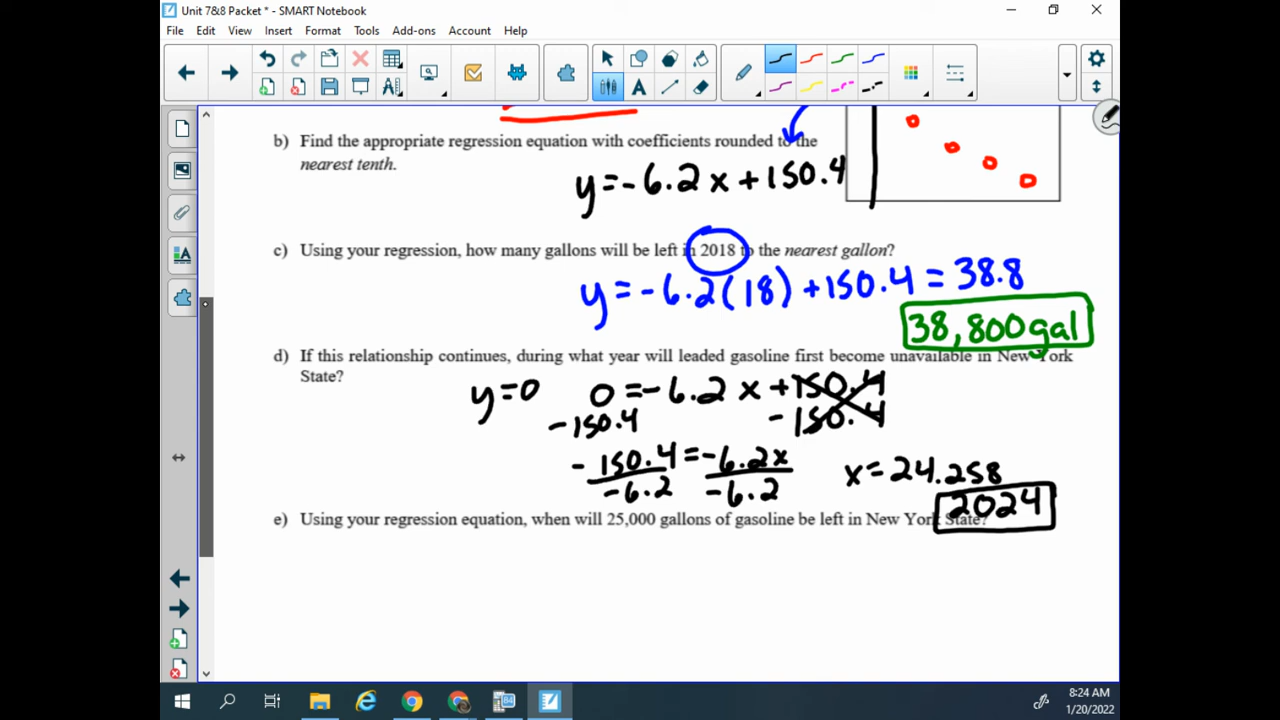 Unit 7&8 Packet * - SMART Notebook
File Edit View Insert Format Tools Add-ons Account Help
b) Find the appropriate regression equation with coefficients rounded to the
nearest tenth.
y=-6.2x+150.4
c) Using your regression, how many gallons will be left in 2018 to the nearest gallon?
y=-6.2(18)+150.4=38.8
38,800gal
d) If this relationship continues, during what year will leaded gasoline first become unavailable in New York
State?
y=0 0=-6.2x+150.4
-150.4 -150.4
-150.4=-6.2x
-6.2 -6.2
x=24.258
2024
e) Using your regression equation, when will 25,000 gallons of gasoline be left in New York State?
8:24 AM
1/20/2022